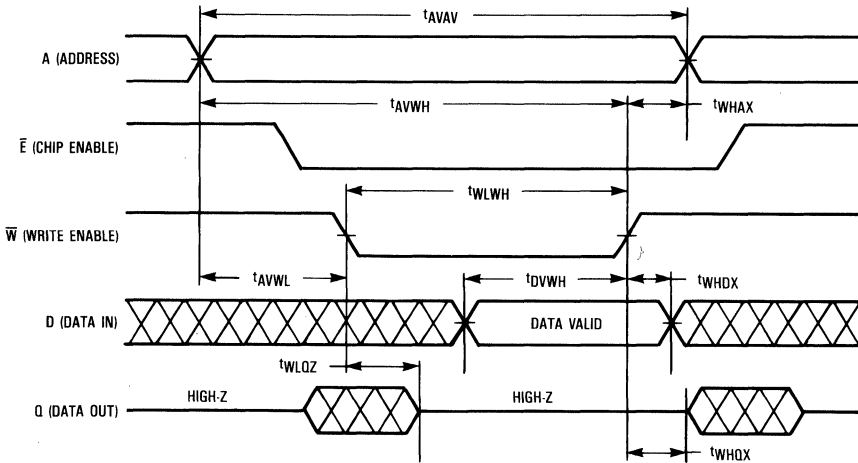 tAVAV
A (ADDRESS)
tAVWH
tWHAX
E (CHIP ENABLE)
tWLWH
W (WRITE ENABLE)
tAVWL
tDVWH
tWHDX
D (DATA IN)
DATA VALID
tWLQZ
Q (DATA OUT)
HIGH-Z
HIGH-Z
tWHQX